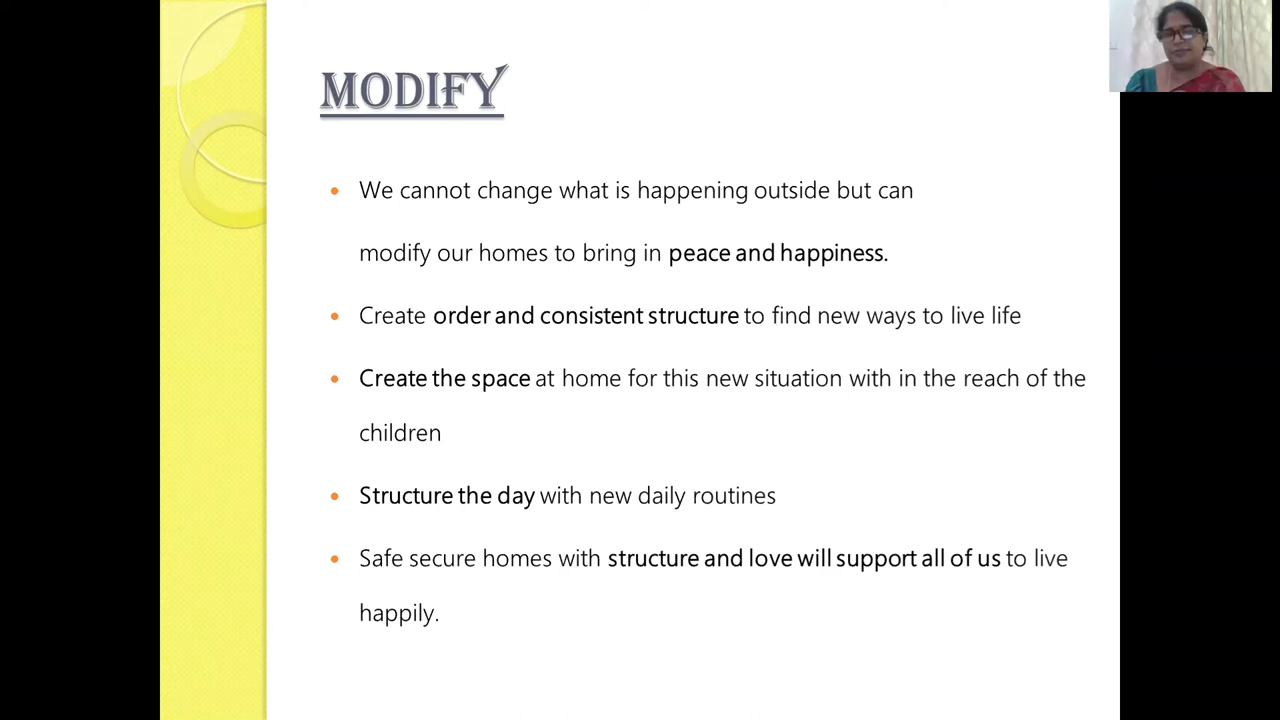 MODIFY
We cannot change what is happening outside but can
modify our homes to bring in peace and happiness.
Create order and consistent structure to find new ways to live life
Create the space at home for this new situation with in the reach of the
children
Structure the day with new daily routines
Safe secure homes with structure and love will support all of us to live
happily.